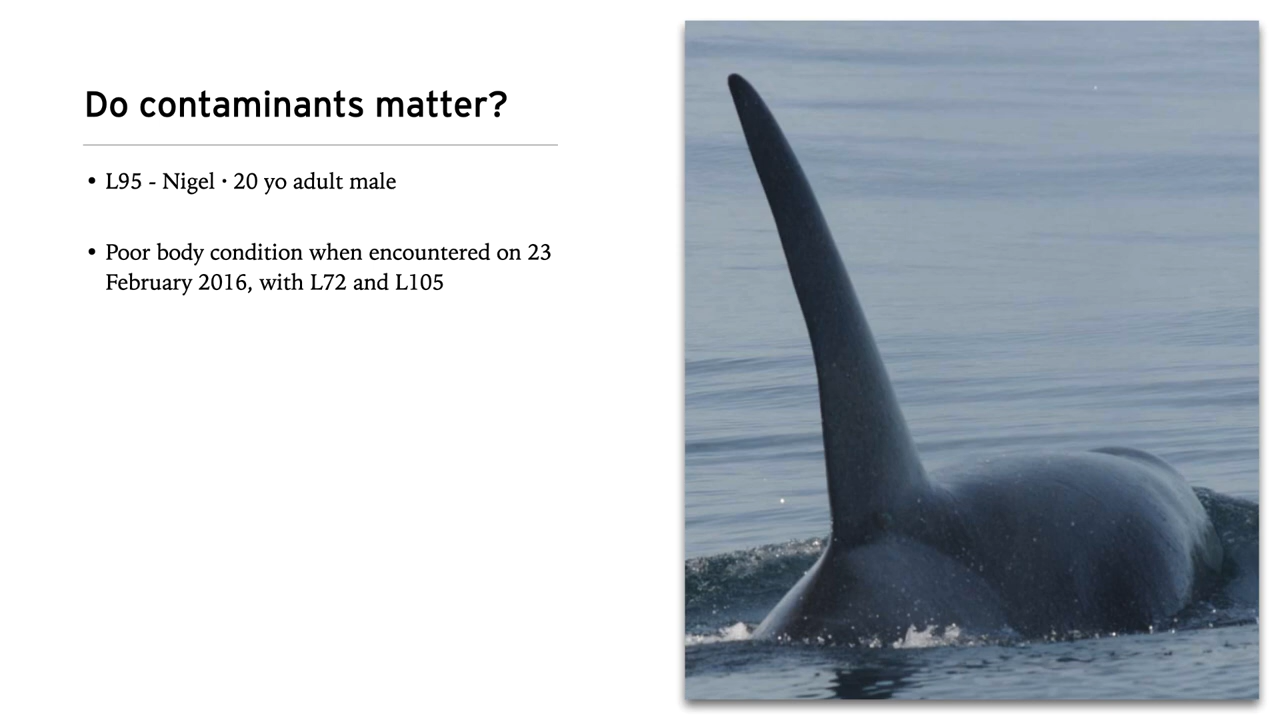 Do contaminants matter?
• L95 - Nigel · 20 yo adult male
• Poor body condition when encountered on 23
February 2016, with L72 and L105